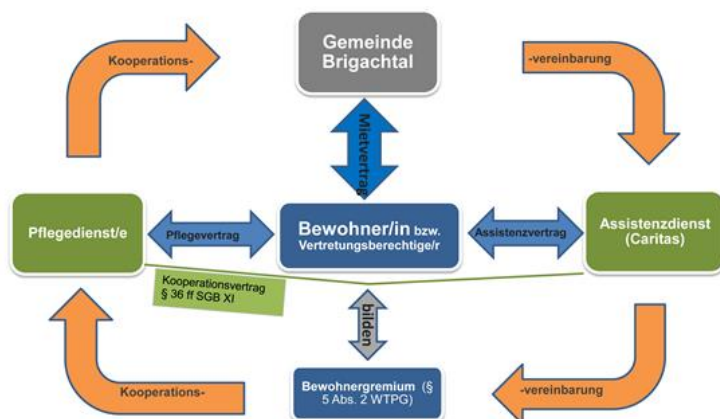 Gemeinde
Brigachtal
Kooperations-
-vereinbarung
Mietvertrag
Pflegedienst/e
Pflegevertrag
Bewohner/in bzw.
Vertretungsberechtige/r
Assistenzvertrag
Assistenzdienst
(Caritas)
Kooperationsvertrag
§ 36 ff SGB XI
bilden
Bewohnergremium (§
5 Abs. 2 WTPG)
Kooperations-
-vereinbarung